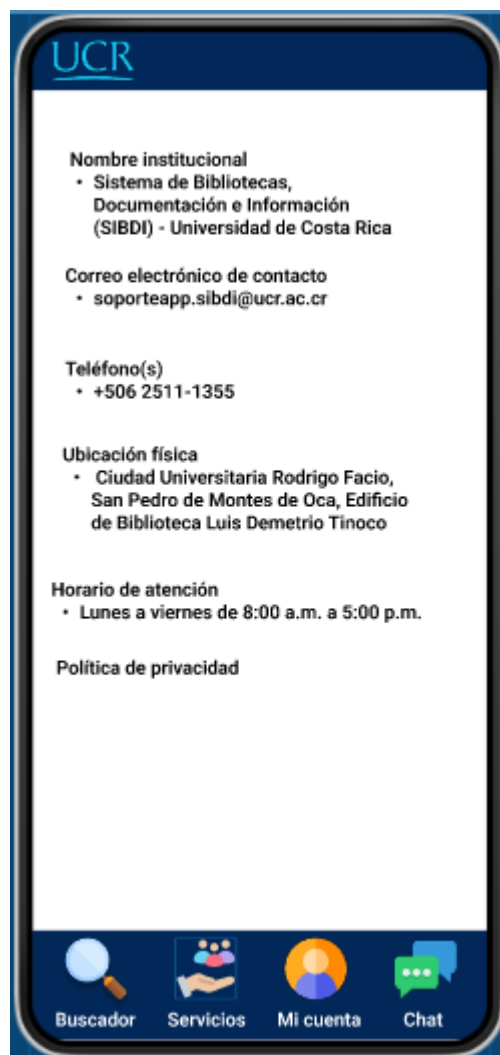 UCR
Nombre institucional
• Sistema de Bibliotecas,
Documentación e Información
(SIBDI) - Universidad de Costa Rica
Correo electrónico de contacto
• soporteapp.sibdi@ucr.ac.cr
Teléfono(s)
• +506 2511-1355
Ubicación física
• Ciudad Universitaria Rodrigo Facio,
San Pedro de Montes de Oca, Edificio
de Biblioteca Luis Demetrio Tinoco
Horario de atención
• Lunes a viernes de 8:00 a.m. a 5:00 p.m.
Política de privacidad
Buscador Servicios Mi cuenta Chat